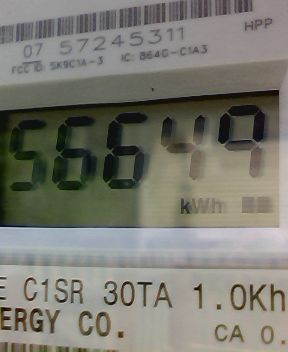 07 57245311 HPP
FCC ID: SK9C1A-3 IC: 864G-C1A3
56649
kWh
E C1SR 30TA 1.0Kh
ERGY CO. CA 0.